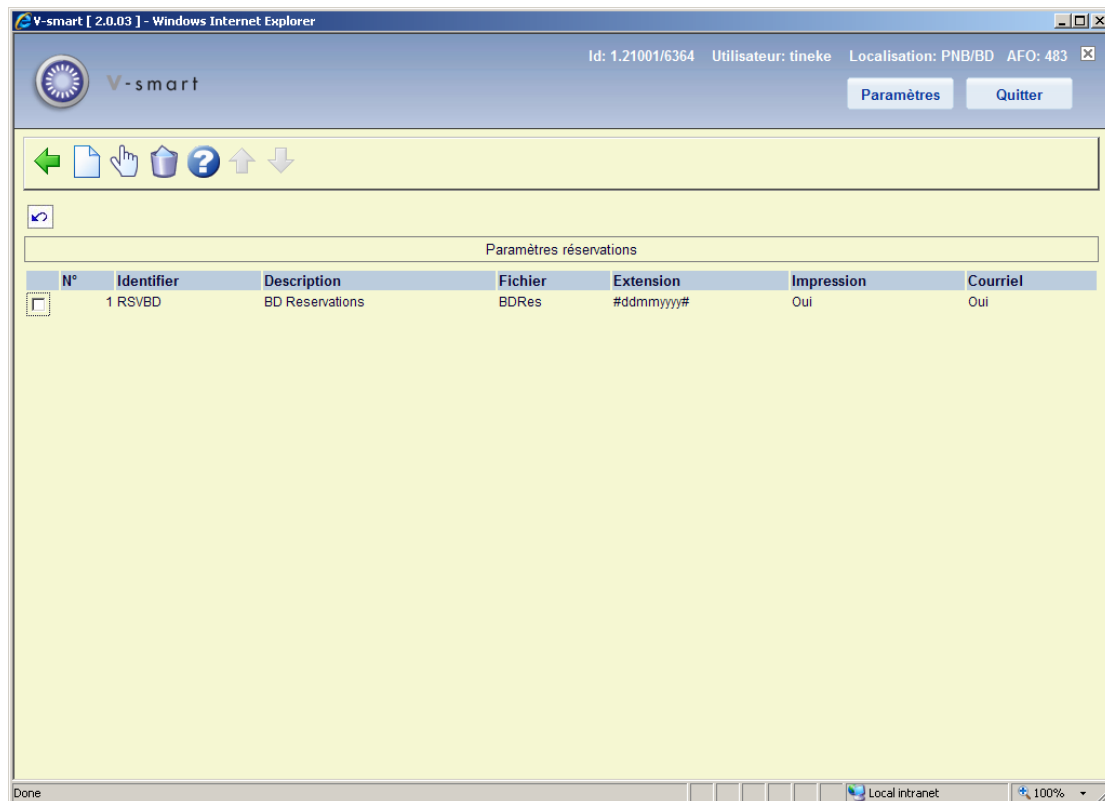 V-smart [ 2.0.03 ] - Windows Internet Explorer
Id: 1.21001/6364 Utilisateur: tineke Localisation: PNB/BD AFO: 483
V-smart
Paramètres Quitter
Paramètres réservations
N° Identifier Description Fichier Extension Impression Courriel
1 RSVBD BD Reservations BDRes #ddmmyyyy# Oui Oui
Done Local intranet 100%